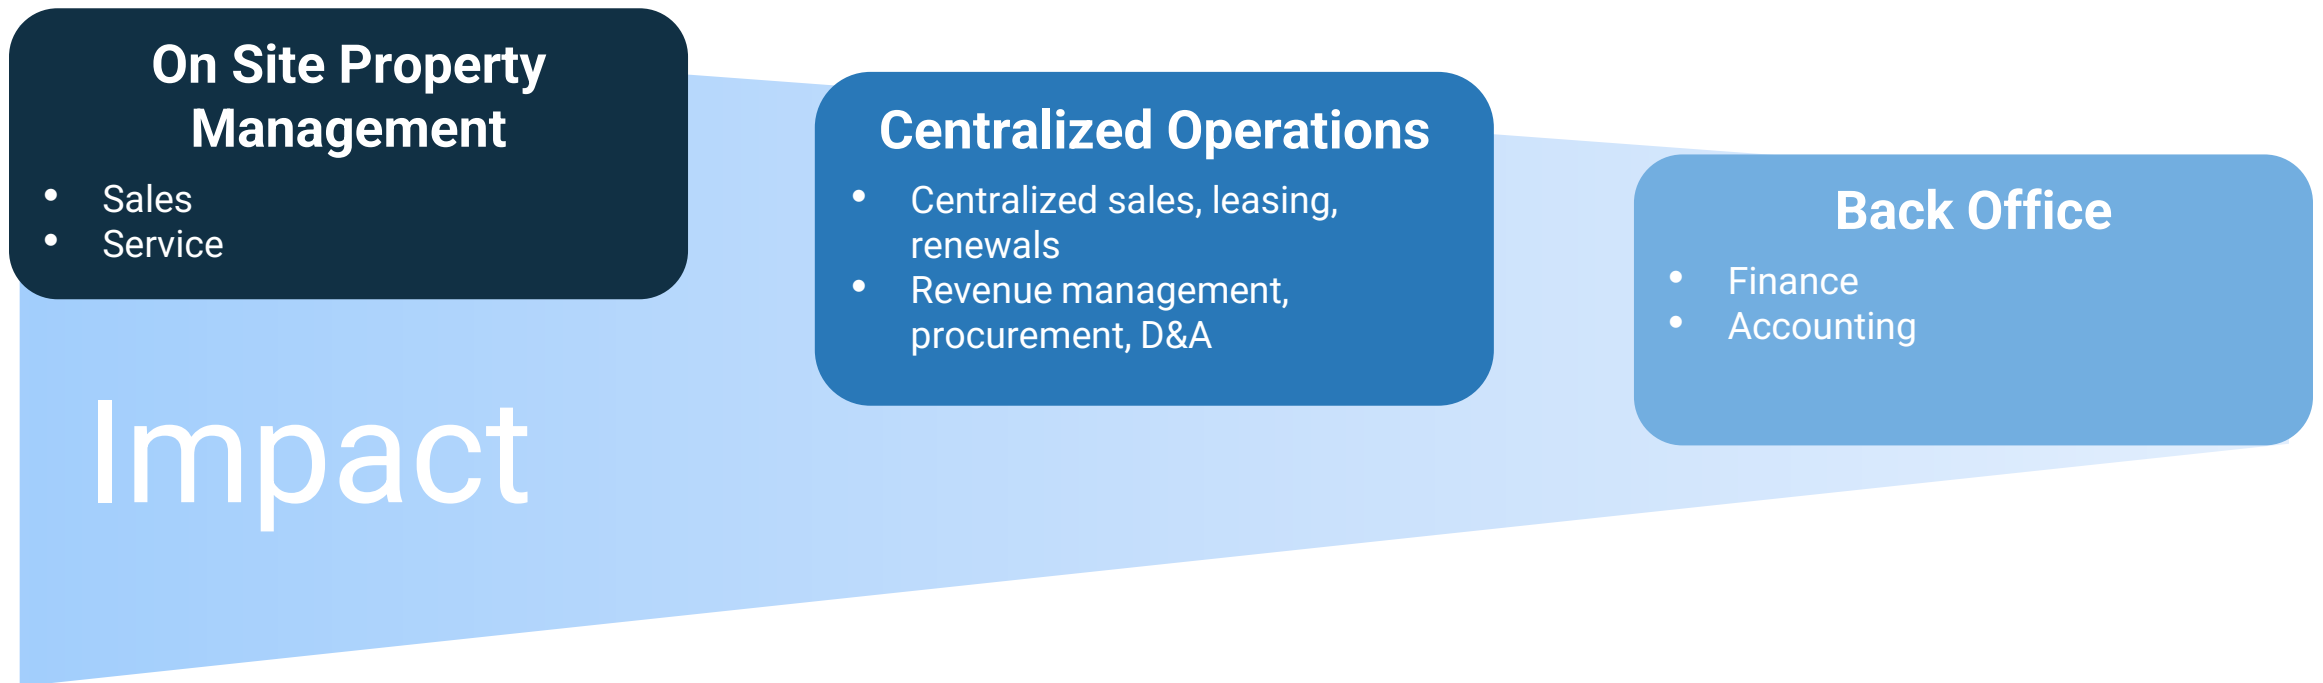 On Site Property
Management
• Sales
• Service
Centralized Operations
• Centralized sales, leasing,
renewals
• Revenue management,
procurement, D&A
Back Office
• Finance
• Accounting
Impact